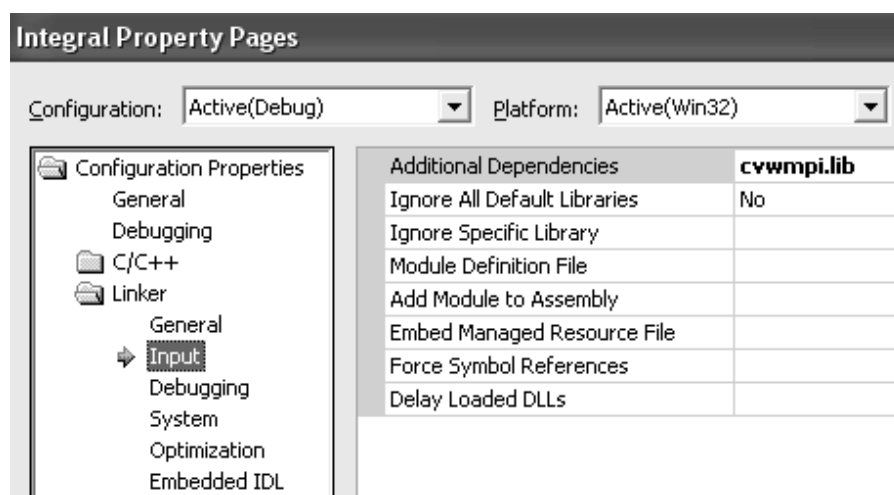 Integral Property Pages
Configuration: Active(Debug) Platform: Active(Win32)
Configuration Properties
General
Debugging
C/C++
Linker
General
Input
Debugging
System
Optimization
Embedded IDL
Additional Dependencies cvwmpi.lib
Ignore All Default Libraries No
Ignore Specific Library
Module Definition File
Add Module to Assembly
Embed Managed Resource File
Force Symbol References
Delay Loaded DLLs